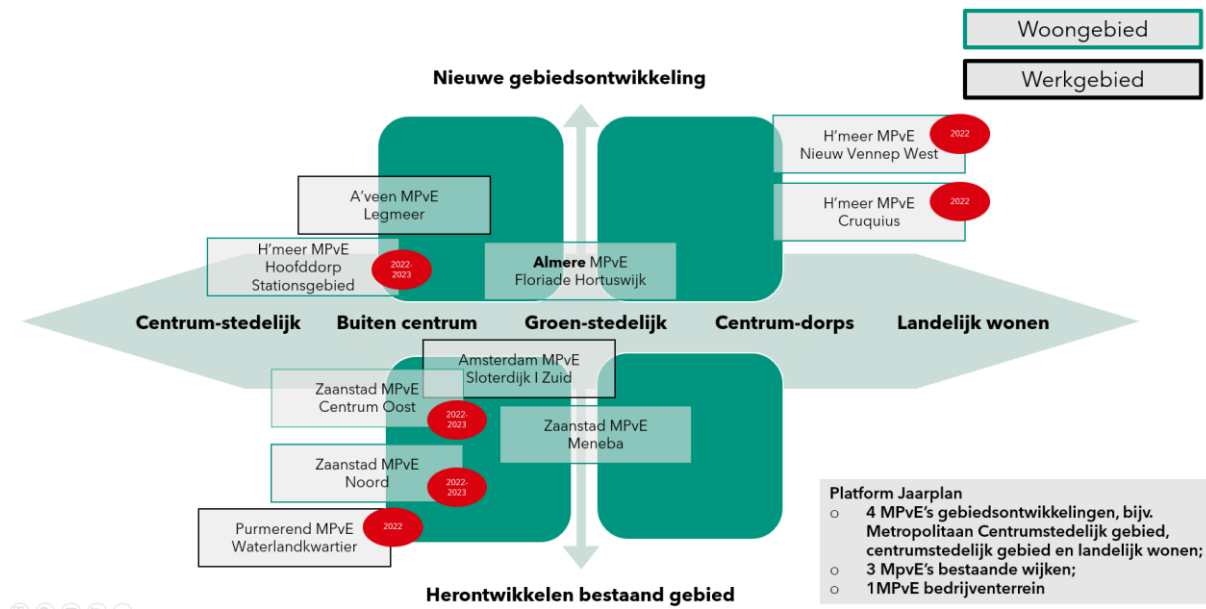 Woongebied
Werkgebied
Nieuwe gebiedsontwikkeling
H'meer MPvE
Nieuw Vennep West
2022
A'veen MPvE
Legmeer
H'meer MPvE
Cruquius
2022
H'meer MPvE
Hoofddorp
Stationsgebied
2022-
2023
Almere MPvE
Floriade Hortuswijk
Centrum-stedelijk
Buiten centrum
Groen-stedelijk
Centrum-dorps
Landelijk wonen
Amsterdam MPvE
Sloterdijk I Zuid
Zaanstad MPvE
Centrum Oost
2022-
2023
Zaanstad MPvE
Meneba
Zaanstad MPvE
Noord
2022-
2023
Purmerend MPvE
Waterlandkwartier
2022
Platform Jaarplan
o 4 MPvE's gebiedsontwikkelingen, bijv.
Metropolitaan Centrumstedelijk gebied,
centrumstedelijk gebied en landelijk wonen;
o 3 MpvE's bestaande wijken;
o 1MPvE bedrijventerrein
Herontwikkelen bestaand gebied